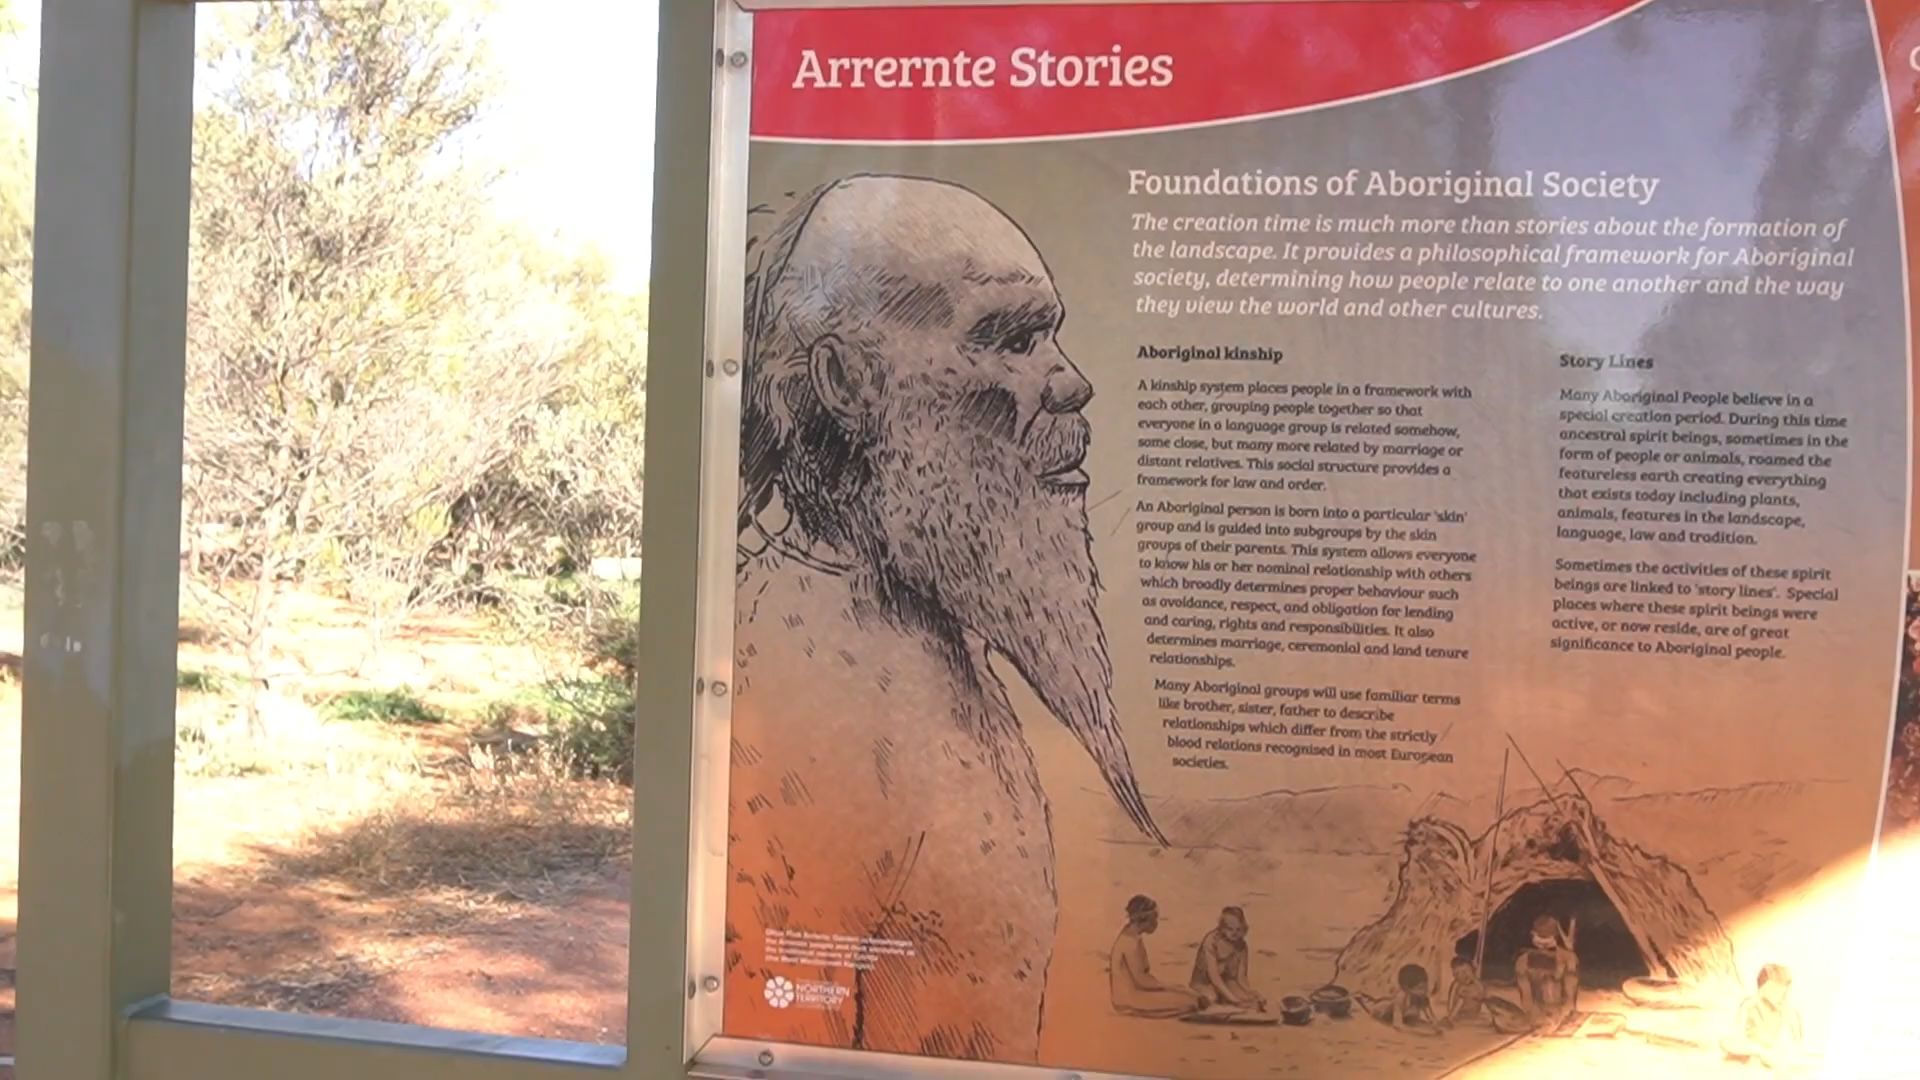 Arrernte Stories
Foundations of Aboriginal Society
The creation time is much more than stories about the formation of
the landscape. It provides a philosophical framework for Aboriginal
society, determining how people relate to one another and the way
they view the world and other cultures.
Aboriginal kinship
A kinship system places people in a framework with
each other, grouping people together so that
everyone in a language group is related somehow,
some close, but many more related by marriage or
distant relatives. This social structure provides a
framework for law and order.
An Aboriginal person is born into a particular 'skin'
group and is guided into subgroups by the skin
groups of their parents. This system allows everyone
to know his or her nominal relationship with others
which broadly determines proper behaviour such
as avoidance, respect, and obligation for lending
and caring, rights and responsibilities. It also
determines marriage, ceremonial and land tenure
relationships.
Many Aboriginal groups will use familiar terms
like brother, sister, father to describe
relationships which differ from the strictly
blood relations recognised in most European
societies.
Story Lines
Many Aboriginal People believe in a
special creation period. During this time
ancestral spirit beings, sometimes in the
form of people or animals, roamed the
featureless earth creating everything
that exists today including plants,
animals, features in the landscape,
language, law and tradition.
Sometimes the activities of these spirit
beings are linked to 'story lines'. Special
places where these spirit beings were
active, or now reside, are of great
significance to Aboriginal people.
NORTHERN
TERRITORY